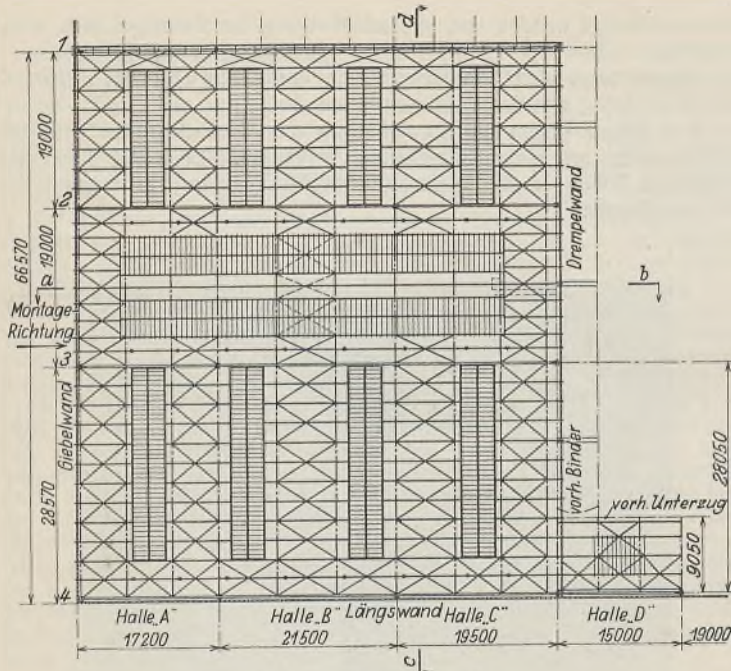 d
1
19000
2
66570
19000
a
b
Montage-
Richtung
3
Drempelwand
Giebelwand
28570
vorh. Binder
28050
vorh. Unterzug
9050
4
Halle „A“
Halle „B“
Längswand
Halle „C“
Halle „D“
17200
21500
19500
15000
19000
c